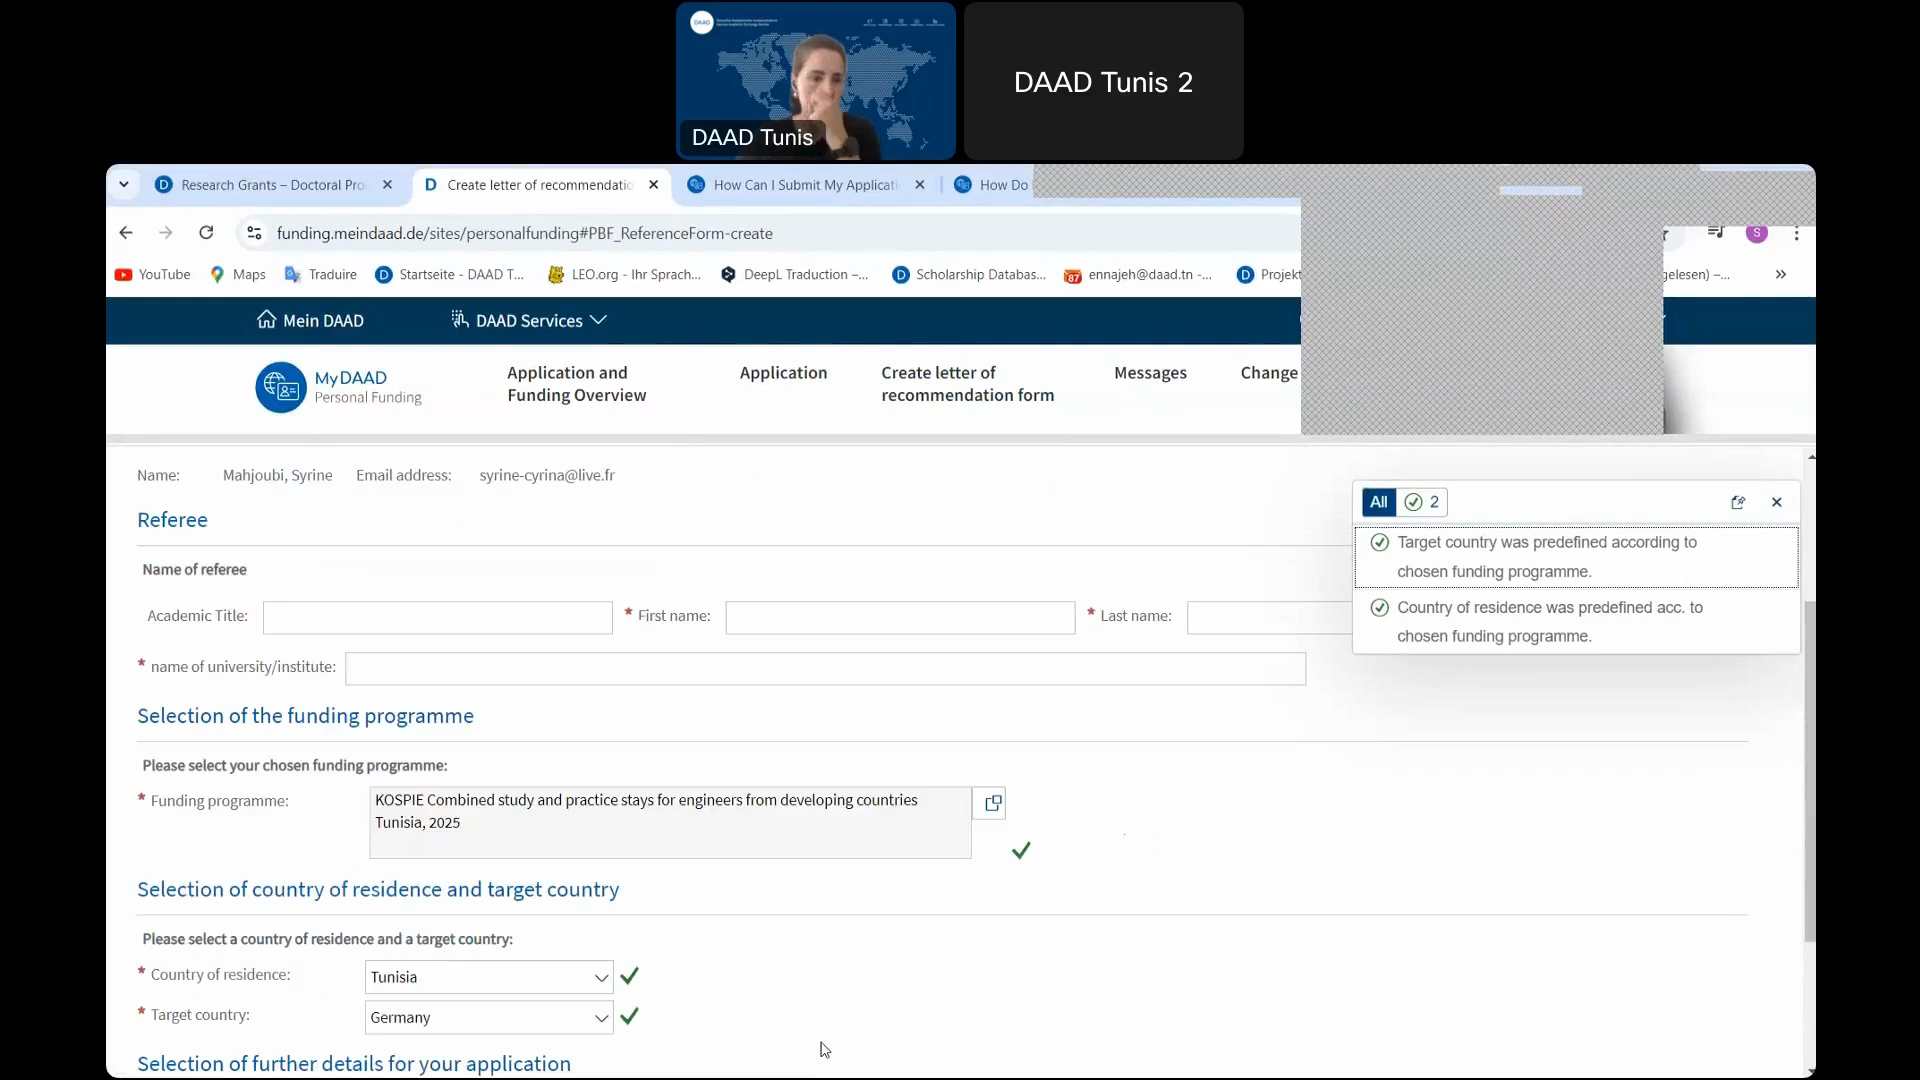 DAAD
DAAD Tunis
DAAD Tunis 2
Research Grants – Doctoral Pro
Create letter of recommendatio
How Can I Submit My Applicati
How Do
funding.meindaad.de/sites/personalfunding#PBF_ReferenceForm-create
S
YouTube
Maps
Traduire
Startseite - DAAD T...
LEO.org - Ihr Sprach...
DeepL Traduction –...
Scholarship Databas...
ennajeh@daad.tn -...
Projekt
gelesen) –...
Mein DAAD
DAAD Services
My DAAD
Personal Funding
Application and
Funding Overview
Application
Create letter of
recommendation form
Messages
Change
Name: Mahjoubi, Syrine Email address: syrine-cyrina@live.fr
All 2
Target country was predefined according to
chosen funding programme.
Country of residence was predefined acc. to
chosen funding programme.
Referee
Name of referee
Academic Title: * First name: * Last name:
* name of university/institute:
Selection of the funding programme
Please select your chosen funding programme:
* Funding programme: KOSPIE Combined study and practice stays for engineers from developing countries
Tunisia, 2025
Selection of country of residence and target country
Please select a country of residence and a target country:
* Country of residence: Tunisia
* Target country: Germany
Selection of further details for your application